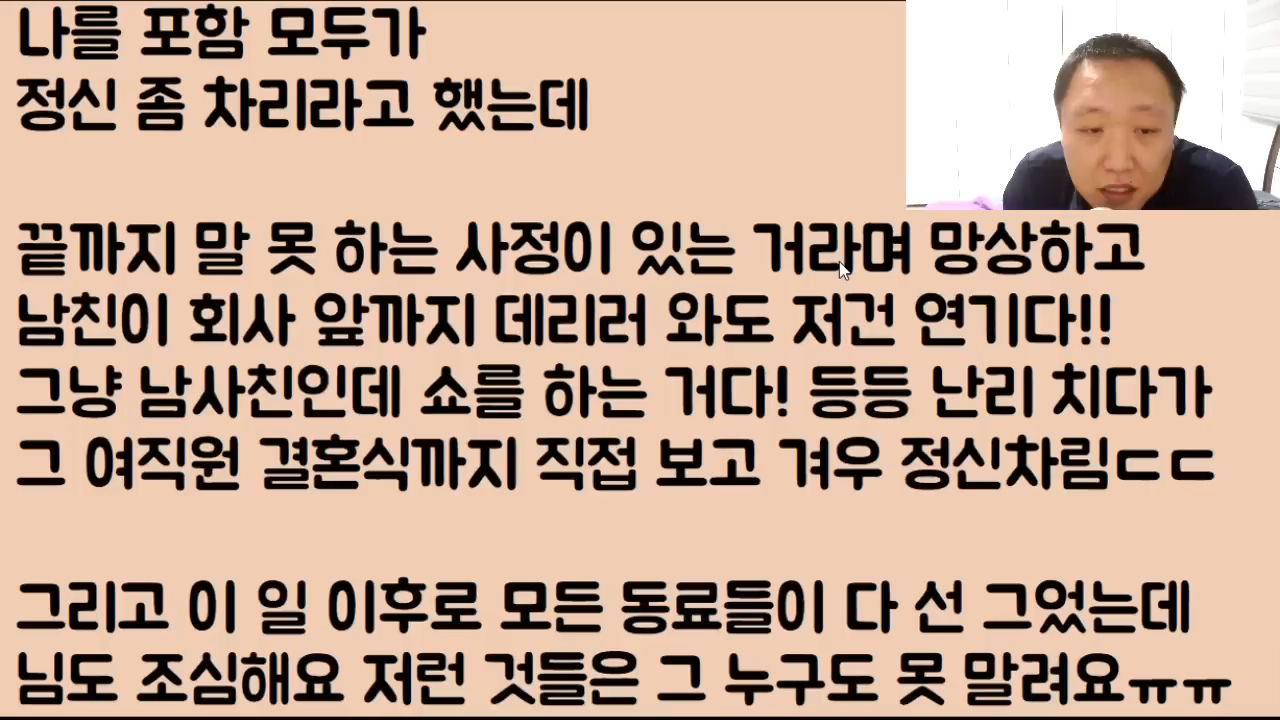 나를 포함 모두가
정신 좀 차리라고 했는데
끝까지 말 못 하는 사정이 있는 거라며 망상하고
남친이 회사 앞까지 데리러 와도 저건 연기다!!
그냥 남사친인데 쇼를 하는 거다! 등등 난리 치다가
그 여직원 결혼식까지 직접 보고 겨우 정신차림ㄷㄷ
그리고 이 일 이후로 모든 동료들이 다 선 그었는데
님도 조심해요 저런 것들은 그 누구도 못 말려요ㅠㅠ